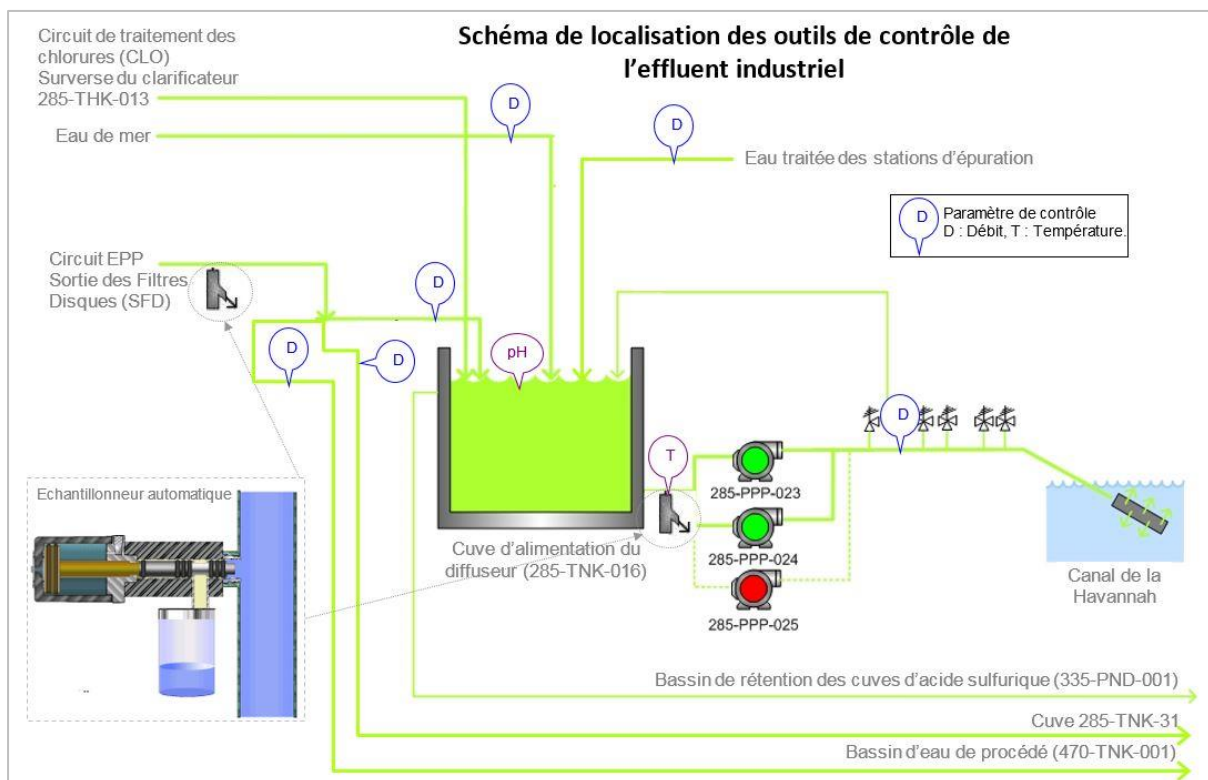 Schéma de localisation des outils de contrôle de
l'effluent industriel
Circuit de traitement des
chlorures (CLO)
Surverse du clarificateur
285-THK-013
D
D
Eau de mer
Eau traitée des stations d'épuration
D
Paramètre de contrôle
D : Débit, T : Température.
Circuit EPP
Sortie des Filtres
Disques (SFD)
D
D
D
pH
D
T
285-PPP-023
Echantillonneur automatique
285-PPP-024
Cuve d'alimentation du
diffuseur (285-TNK-016)
285-PPP-025
Canal de la
Havannah
Bassin de rétention des cuves d'acide sulfurique (335-PND-001)
Cuve 285-TNK-31
Bassin d'eau de procédé (470-TNK-001)